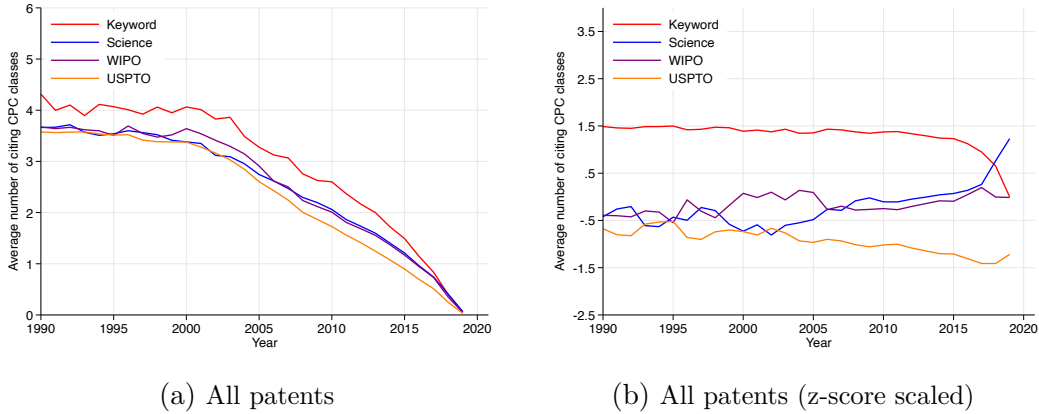 6
5
4
3
2
1
0
Average number of citing CPC classes
Keyword
Science
WIPO
USPTO
1990 1995 2000 2005 2010 2015 2020
Year
(a) All patents
3.5
2.5
1.5
.5
-.5
-1.5
-2.5
Average number of citing CPC classes
Keyword
Science
WIPO
USPTO
1990 1995 2000 2005 2010 2015 2020
Year
(b) All patents (z-score scaled)